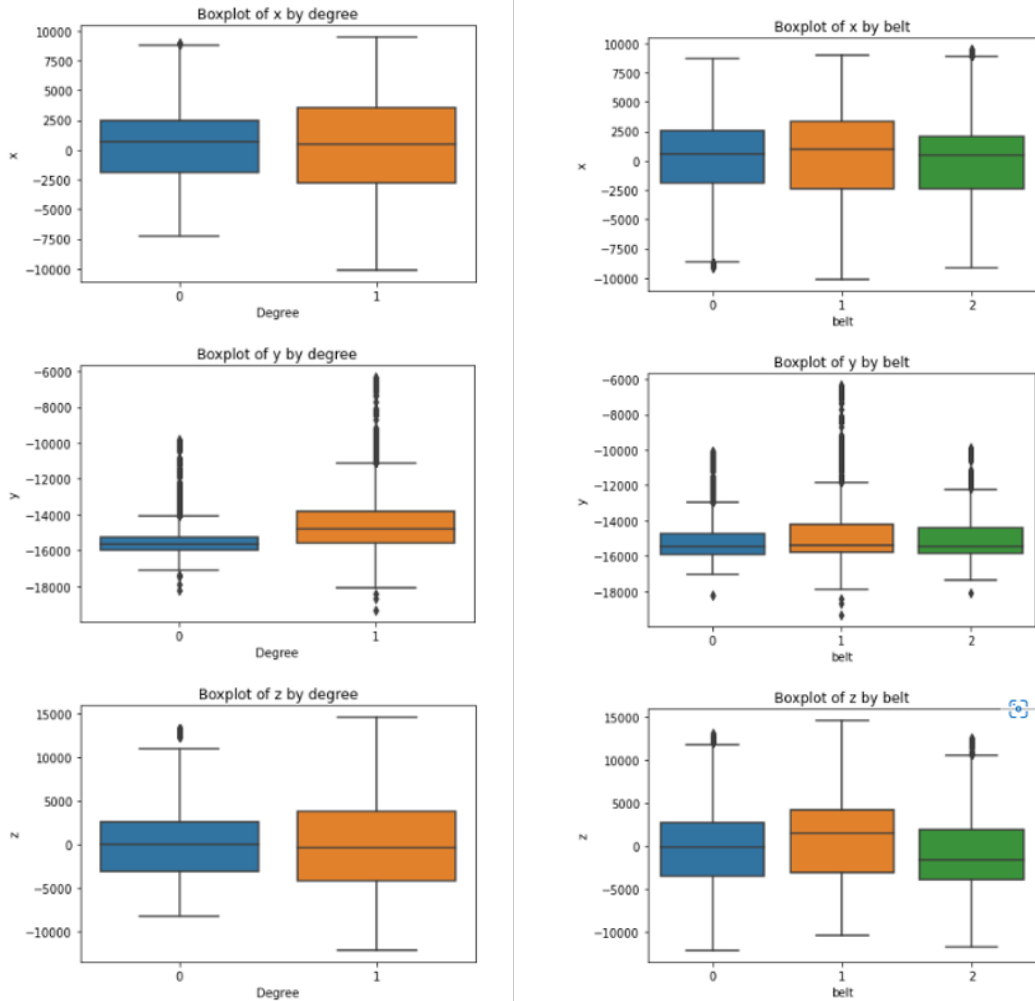 Boxplot of x by degree
10000
7500
5000
2500
0
−2500
−5000
−7500
−10000
x
0 1
Degree
Boxplot of x by belt
10000
7500
5000
2500
0
−2500
−5000
−7500
−10000
x
0 1 2
belt
Boxplot of y by degree
−6000
−8000
−10000
−12000
−14000
−16000
−18000
y
0 1
Degree
Boxplot of y by belt
−6000
−8000
−10000
−12000
−14000
−16000
−18000
y
0 1 2
belt
Boxplot of z by degree
15000
10000
5000
0
−5000
−10000
z
0 1
Degree
Boxplot of z by belt
15000
10000
5000
0
−5000
−10000
z
0 1 2
belt